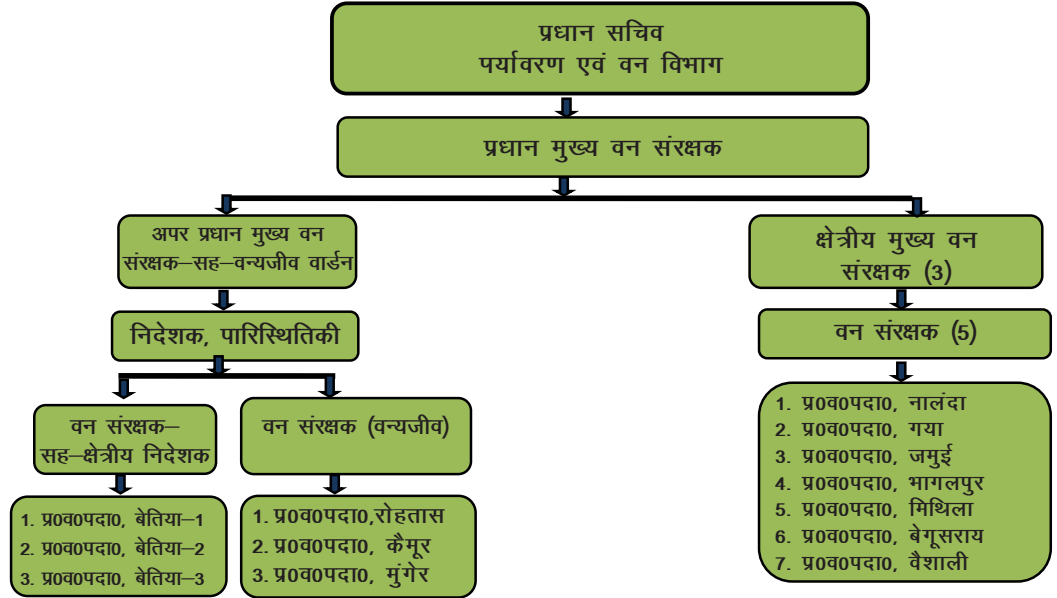 प्रधान सचिव
पर्यावरण एवं वन विभाग
प्रधान मुख्य वन संरक्षक
अपर प्रधान मुख्य वन
संरक्षक–सह–वन्यजीव वार्डन
क्षेत्रीय मुख्य वन
संरक्षक (3)
निदेशक, पारिस्थितिकी
वन संरक्षक (5)
वन संरक्षक–
सह–क्षेत्रीय निदेशक
वन संरक्षक (वन्यजीव)
1. प्र0व0पदा0, बेतिया–1
2. प्र0व0पदा0, बेतिया–2
3. प्र0व0पदा0, बेतिया–3
1. प्र0व0पदा0,रोहतास
2. प्र0व0पदा0, कैमूर
3. प्र0व0पदा0, मुंगेर
1. प्र0व0पदा0, नालंदा
2. प्र0व0पदा0, गया
3. प्र0व0पदा0, जमुई
4. प्र0व0पदा0, भागलपुर
5. प्र0व0पदा0, मिथिला
6. प्र0व0पदा0, बेगूसराय
7. प्र0व0पदा0, वैशाली